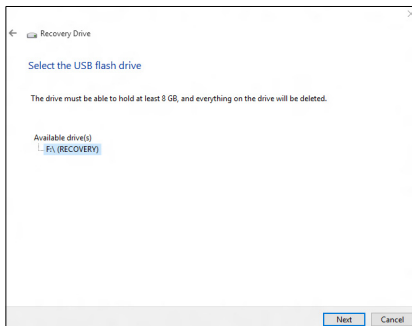 Recovery Drive
Select the USB flash drive
The drive must be able to hold at least 8 GB, and everything on the drive will be deleted.
Available drive(s)
F:\ (RECOVERY)
Next Cancel